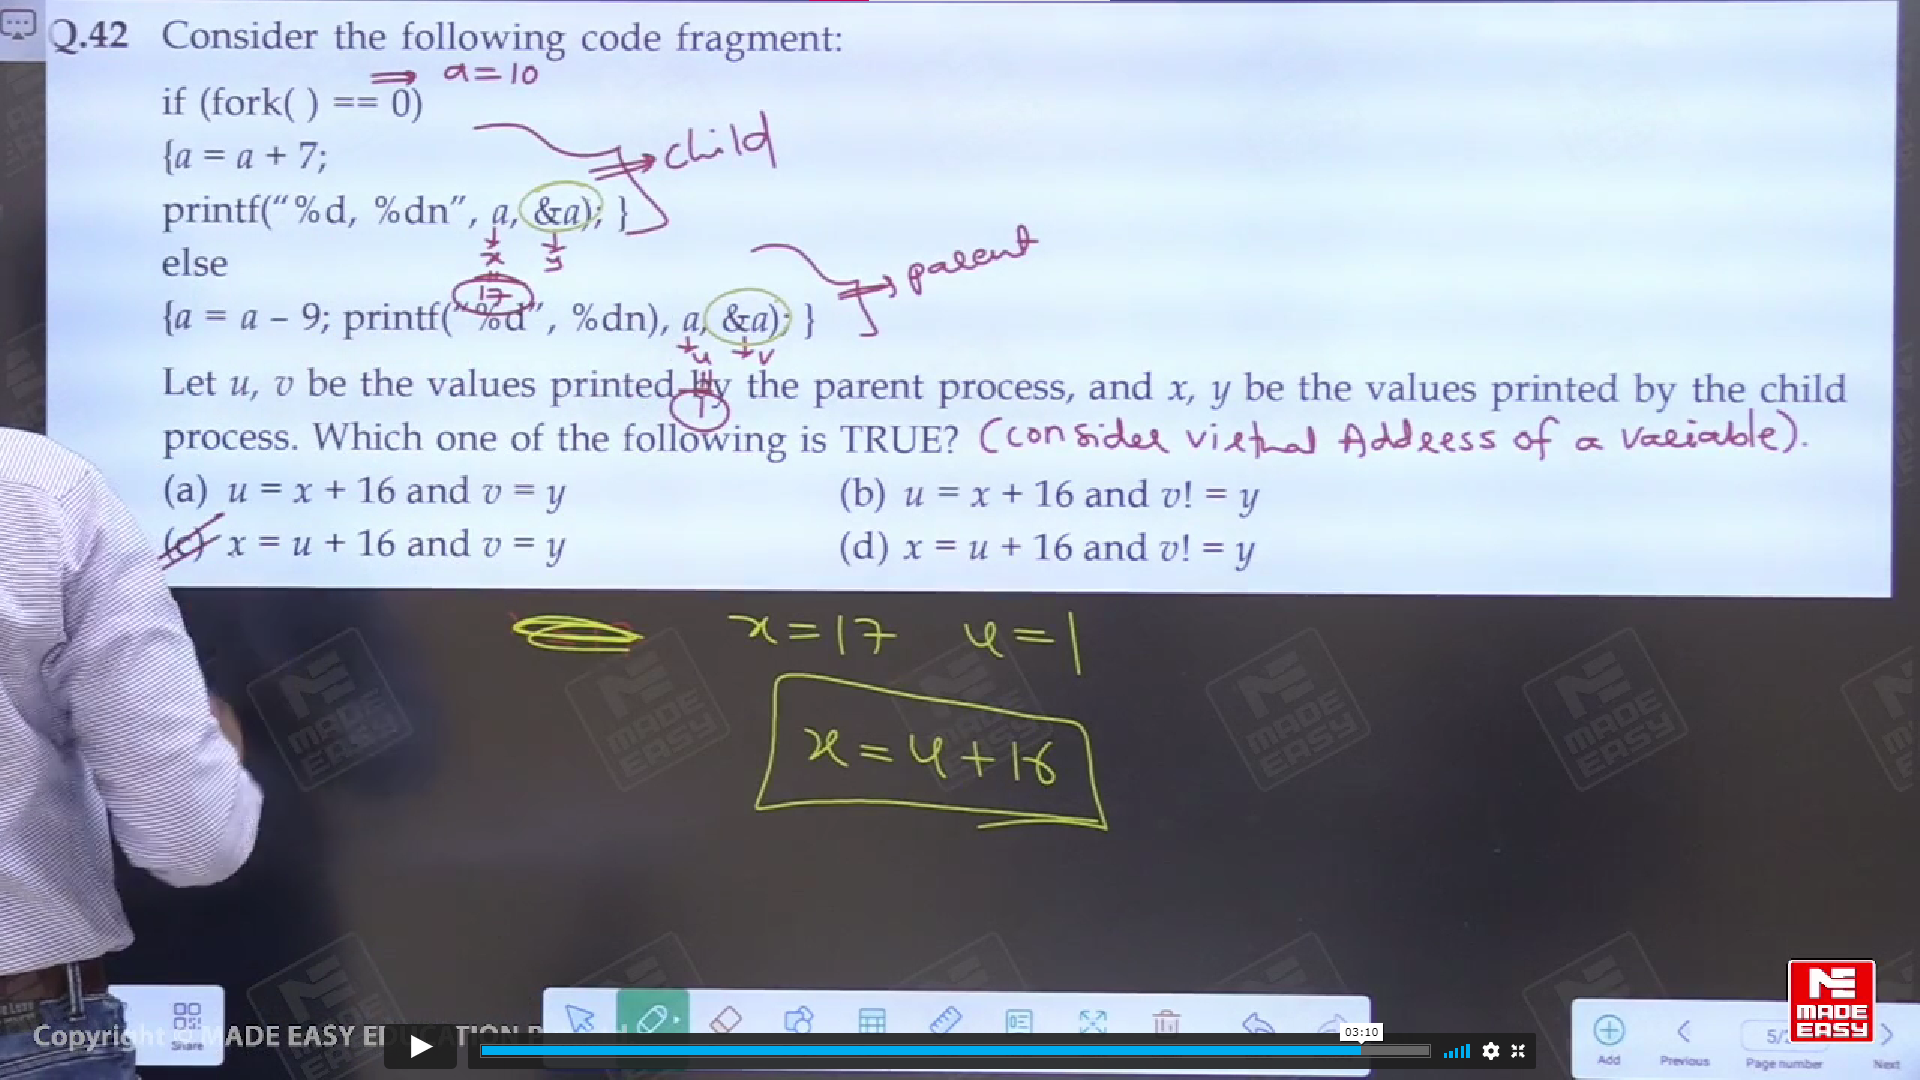 Q.42 Consider the following code fragment:
⇒ a = 10
if (fork( ) == 0)
{a = a + 7;
child
printf("%d, %dn", a, &a); }
x y
17
else
parent
{a = a – 9; printf("%d", %dn), a, &a); }
u v
1
Let u, v be the values printed by the parent process, and x, y be the values printed by the child
process. Which one of the following is TRUE? (consider virtual Address of a variable).
(a) u = x + 16 and v = y
(b) u = x + 16 and v! = y
(c) x = u + 16 and v = y
(d) x = u + 16 and v! = y
x = 17 u = 1
x = u + 16
MADE EASY
Copyright © MADE EASY EDUCATION P
Share
03:10
Add
Previous
5/
Page number
Next
MADE EASY